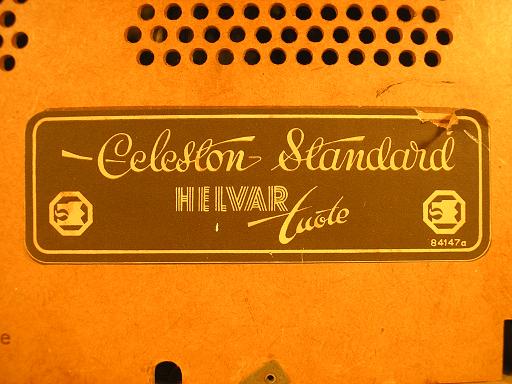 Celeston Standard
HELVAR
tuote
84147a
e